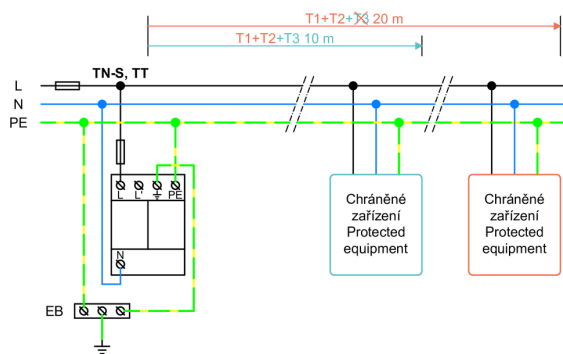 T1+T2+T3 20 m
T1+T2+T3 10 m
TN-S, TT
L
N
PE
L
L'
PE
N
EB
Chráněné
zařízení
Protected
equipment
Chráněné
zařízení
Protected
equipment